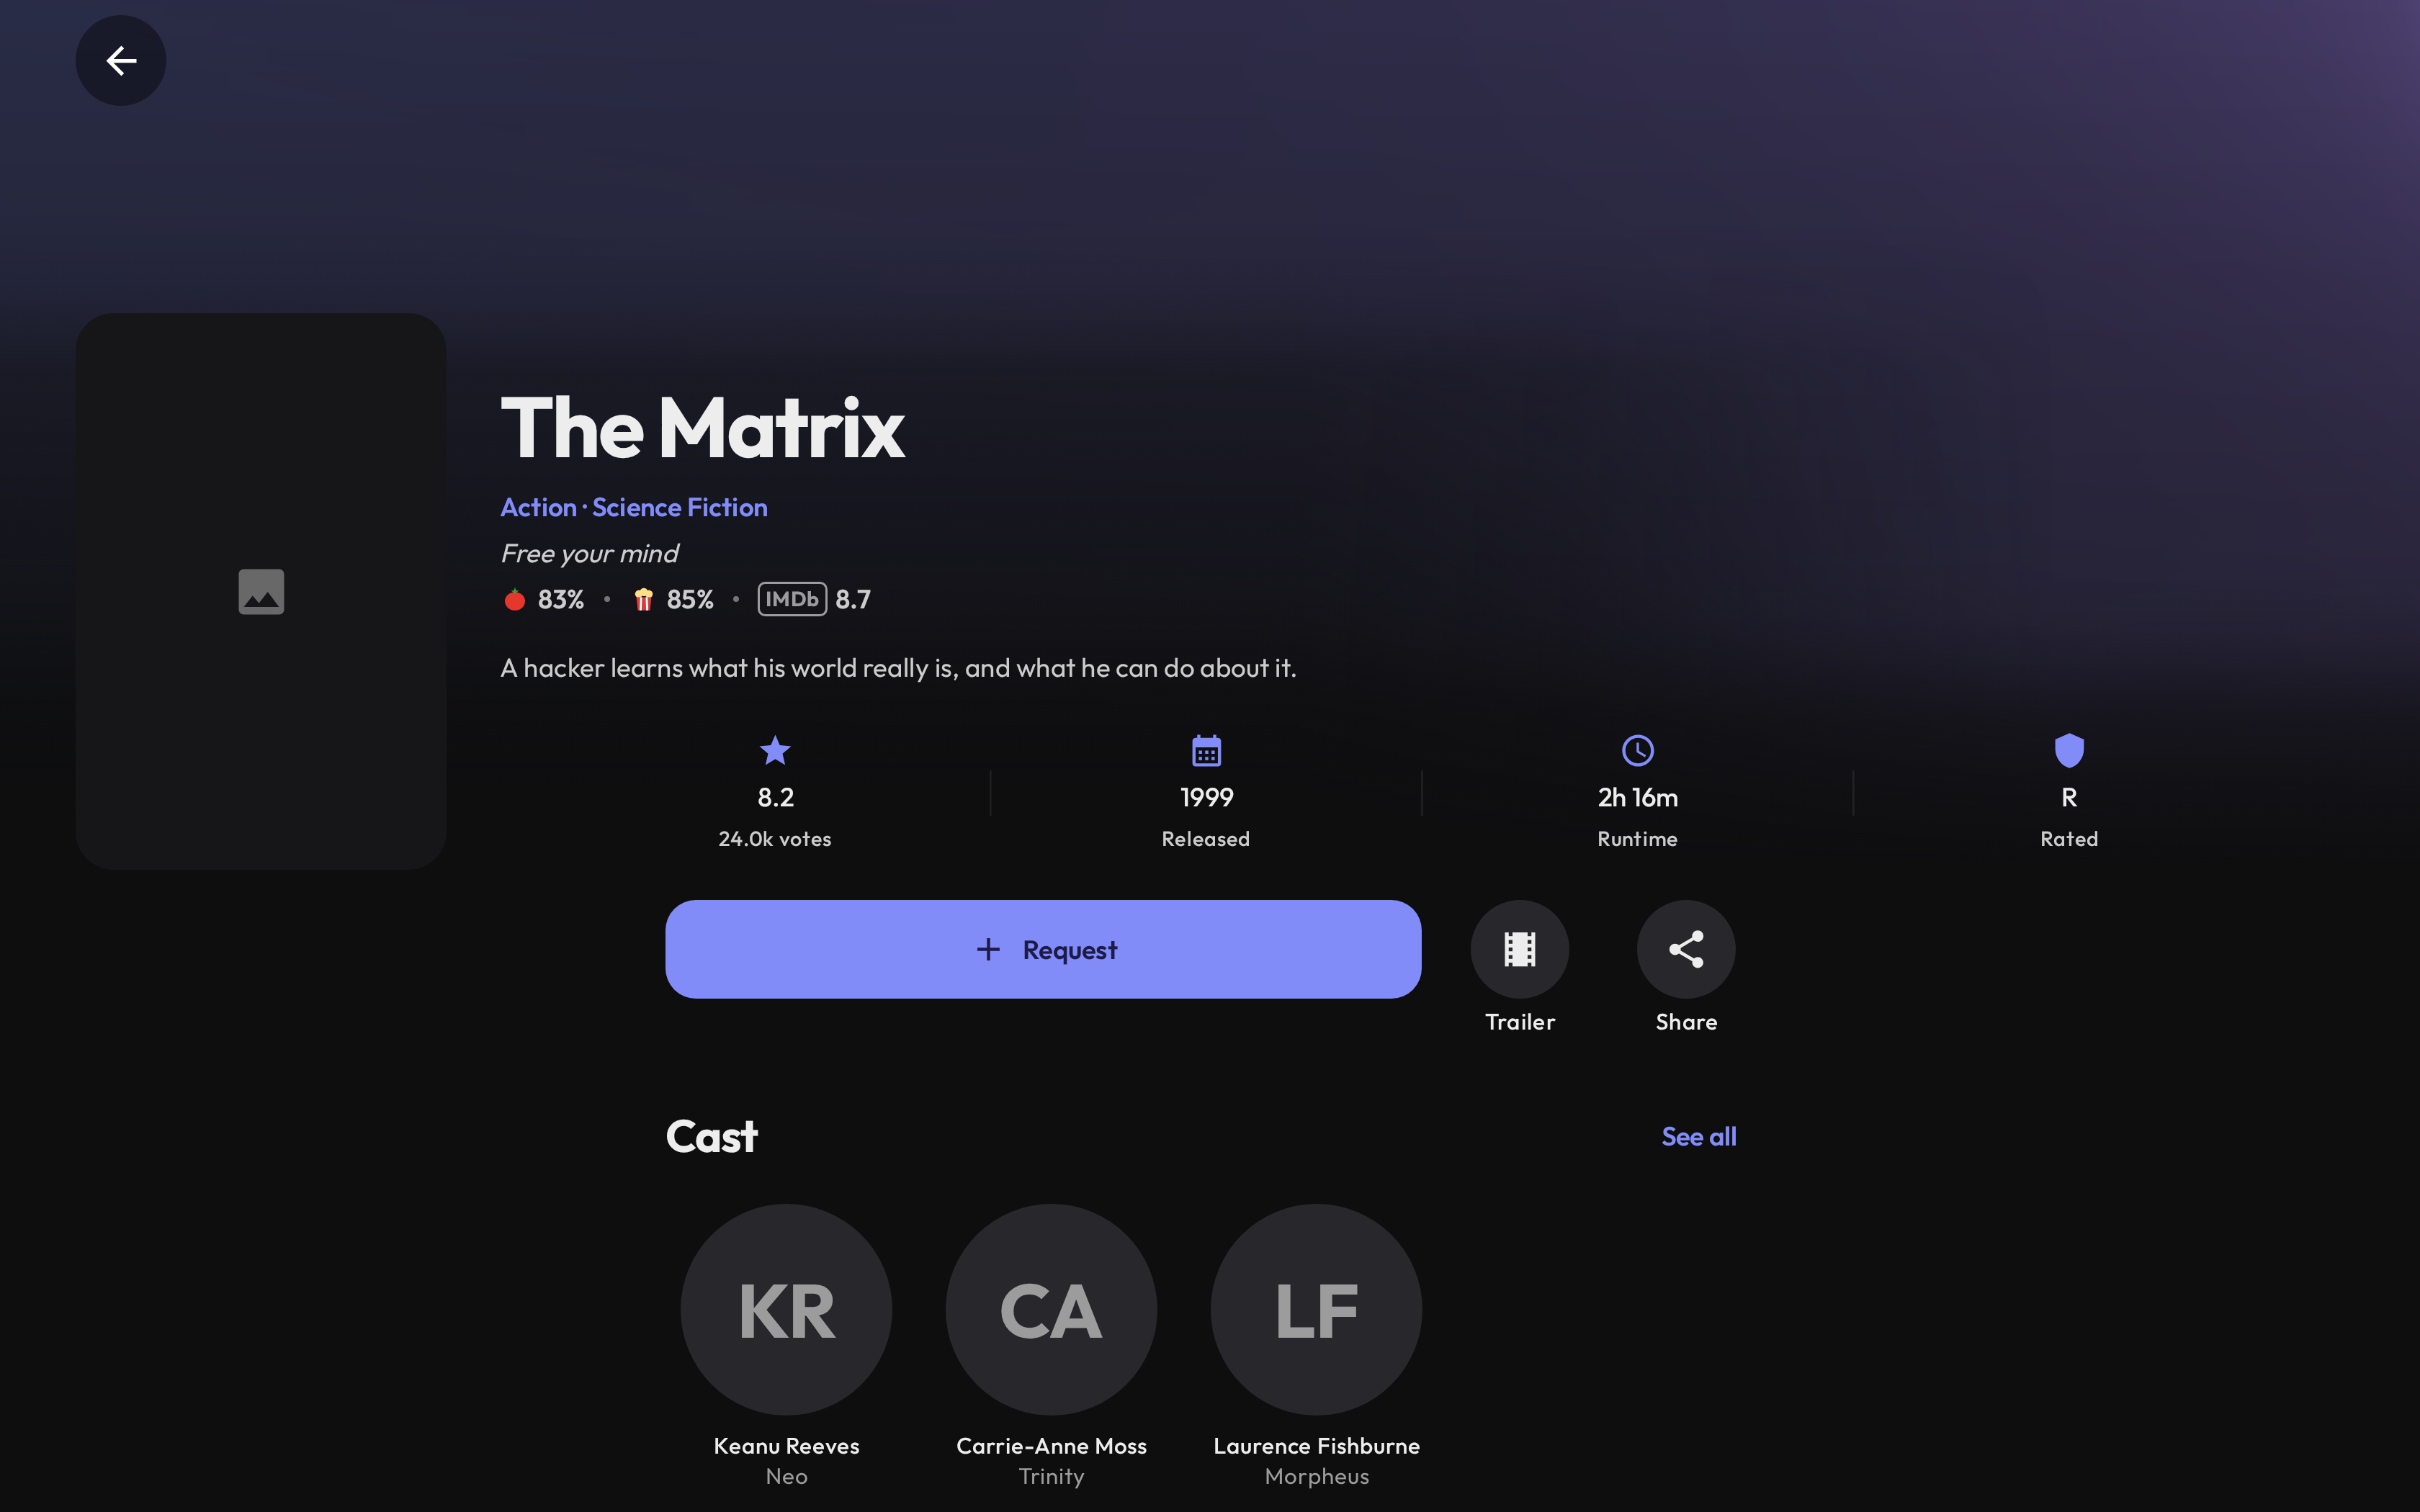 The Matrix
Action · Science Fiction
Free your mind
83% • 85% • IMDb 8.7
A hacker learns what his world really is, and what he can do about it.
8.2 1999 2h 16m R
24.0k votes Released Runtime Rated
+ Request
Trailer Share
Cast See all
KR CA LF
Keanu Reeves Carrie-Anne Moss Laurence Fishburne
Neo Trinity Morpheus